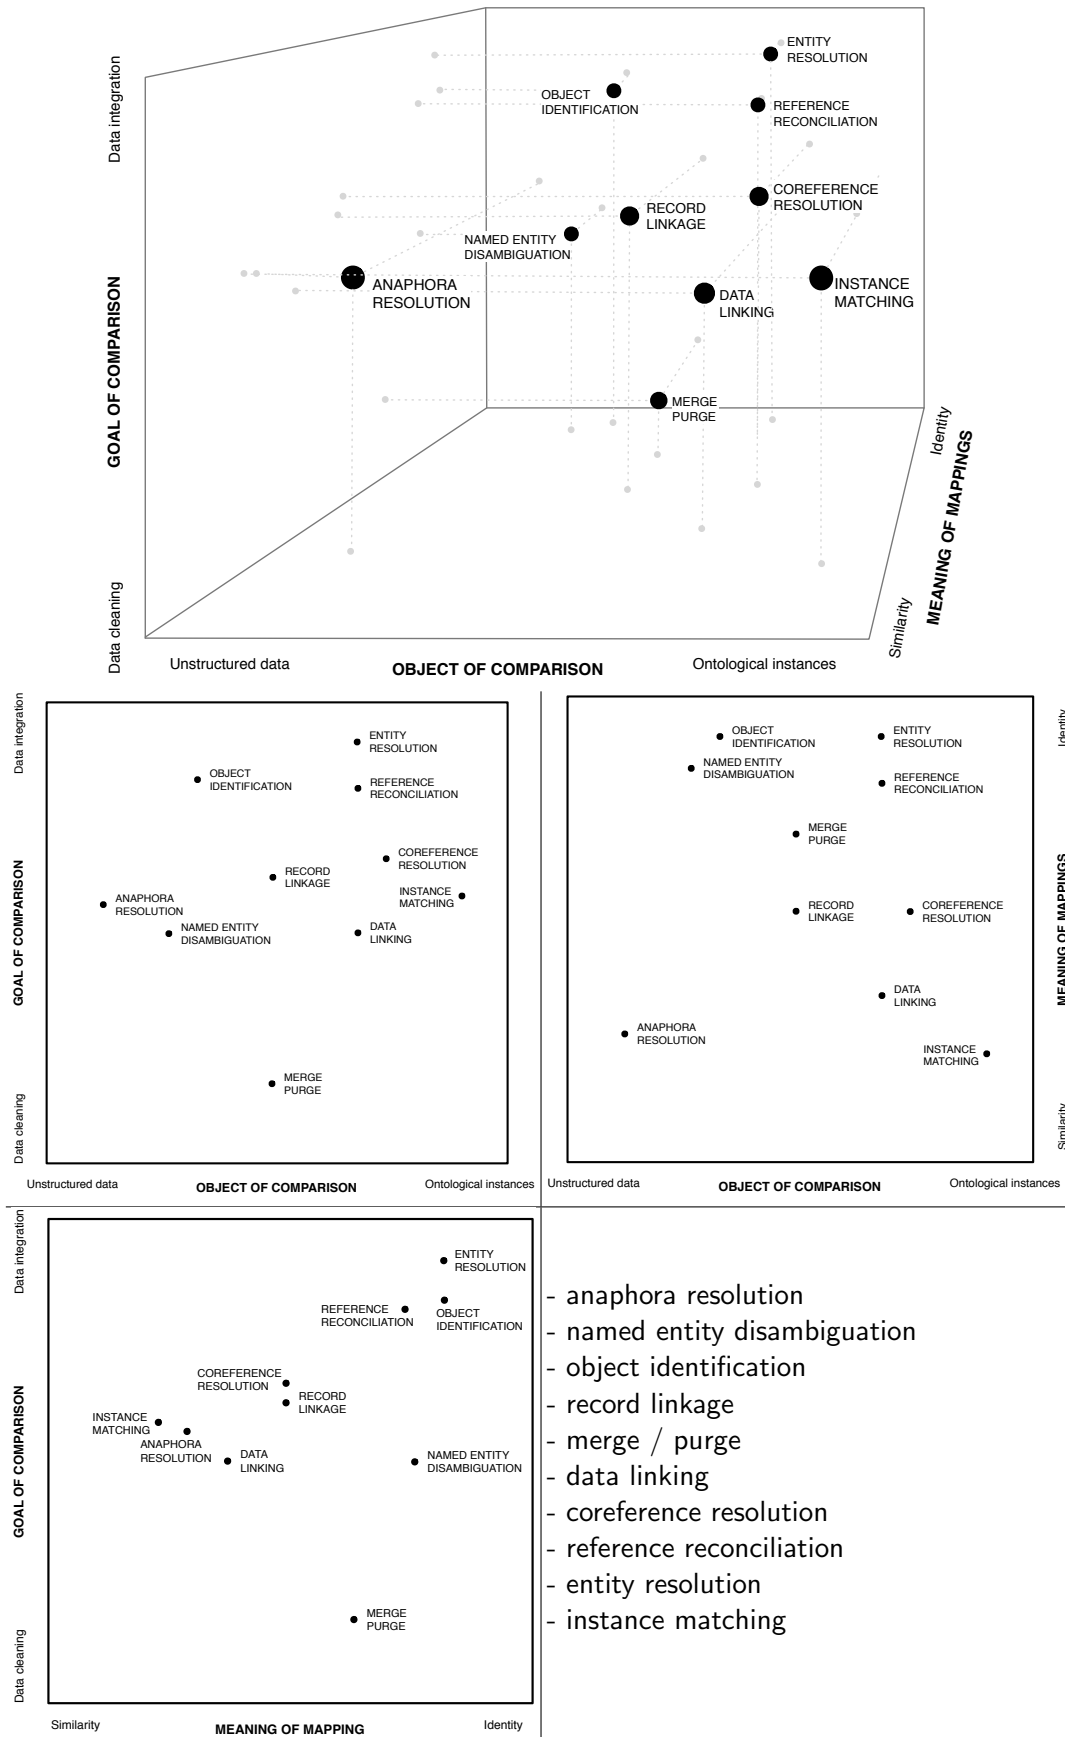 ENTITY
RESOLUTION
OBJECT
IDENTIFICATION
REFERENCE
RECONCILIATION
COREFERENCE
RESOLUTION
RECORD
LINKAGE
NAMED ENTITY
DISAMBIGUATION
ANAPHORA
RESOLUTION
DATA
LINKING
INSTANCE
MATCHING
MERGE
PURGE
Data integration
GOAL OF COMPARISON
Data cleaning
Unstructured data
OBJECT OF COMPARISON
Ontological instances
Similarity
MEANING OF MAPPINGS
Identity
Data integration
GOAL OF COMPARISON
Data cleaning
ENTITY
RESOLUTION
OBJECT
IDENTIFICATION
REFERENCE
RECONCILIATION
COREFERENCE
RESOLUTION
RECORD
LINKAGE
INSTANCE
MATCHING
ANAPHORA
RESOLUTION
NAMED ENTITY
DISAMBIGUATION
DATA
LINKING
MERGE
PURGE
Unstructured data
OBJECT OF COMPARISON
Ontological instances
OBJECT
IDENTIFICATION
ENTITY
RESOLUTION
NAMED ENTITY
DISAMBIGUATION
REFERENCE
RECONCILIATION
MERGE
PURGE
RECORD
LINKAGE
COREFERENCE
RESOLUTION
DATA
LINKING
ANAPHORA
RESOLUTION
INSTANCE
MATCHING
Identity
MEANING OF MAPPINGS
Similarity
Unstructured data
OBJECT OF COMPARISON
Ontological instances
Data integration
GOAL OF COMPARISON
Data cleaning
ENTITY
RESOLUTION
REFERENCE
RECONCILIATION
OBJECT
IDENTIFICATION
COREFERENCE
RESOLUTION
RECORD
LINKAGE
INSTANCE
MATCHING
ANAPHORA
RESOLUTION
DATA
LINKING
NAMED ENTITY
DISAMBIGUATION
MERGE
PURGE
Similarity
MEANING OF MAPPING
Identity
- anaphora resolution
- named entity disambiguation
- object identification
- record linkage
- merge / purge
- data linking
- coreference resolution
- reference reconciliation
- entity resolution
- instance matching